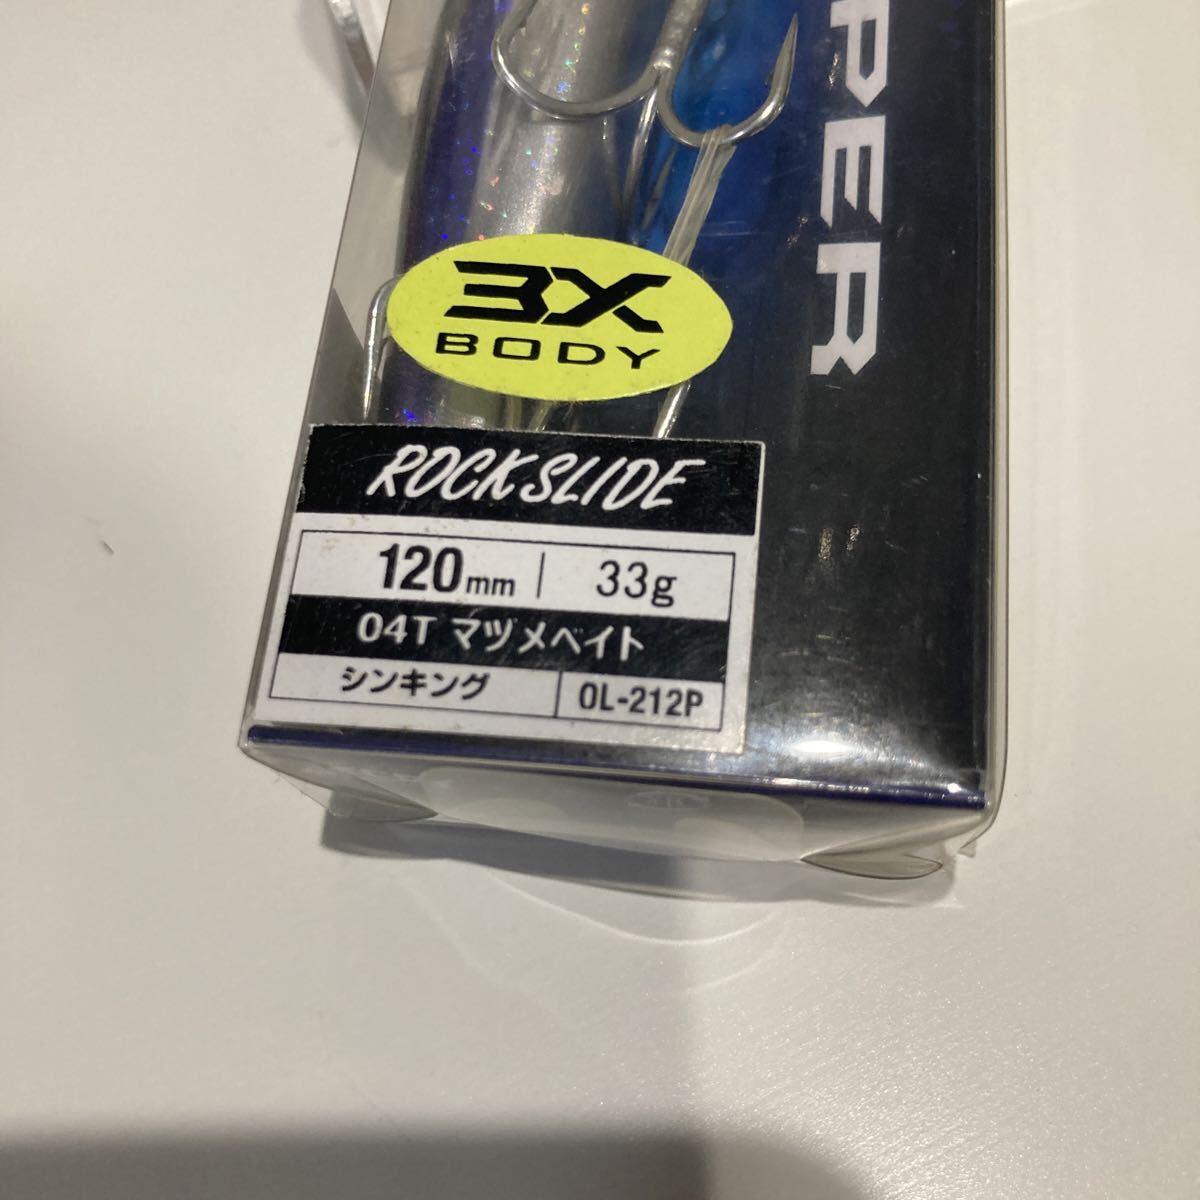 PER
3X
BODY
ROCKSLIDE
120mm | 33g
04T マヅメベイト
シンキング OL-212P